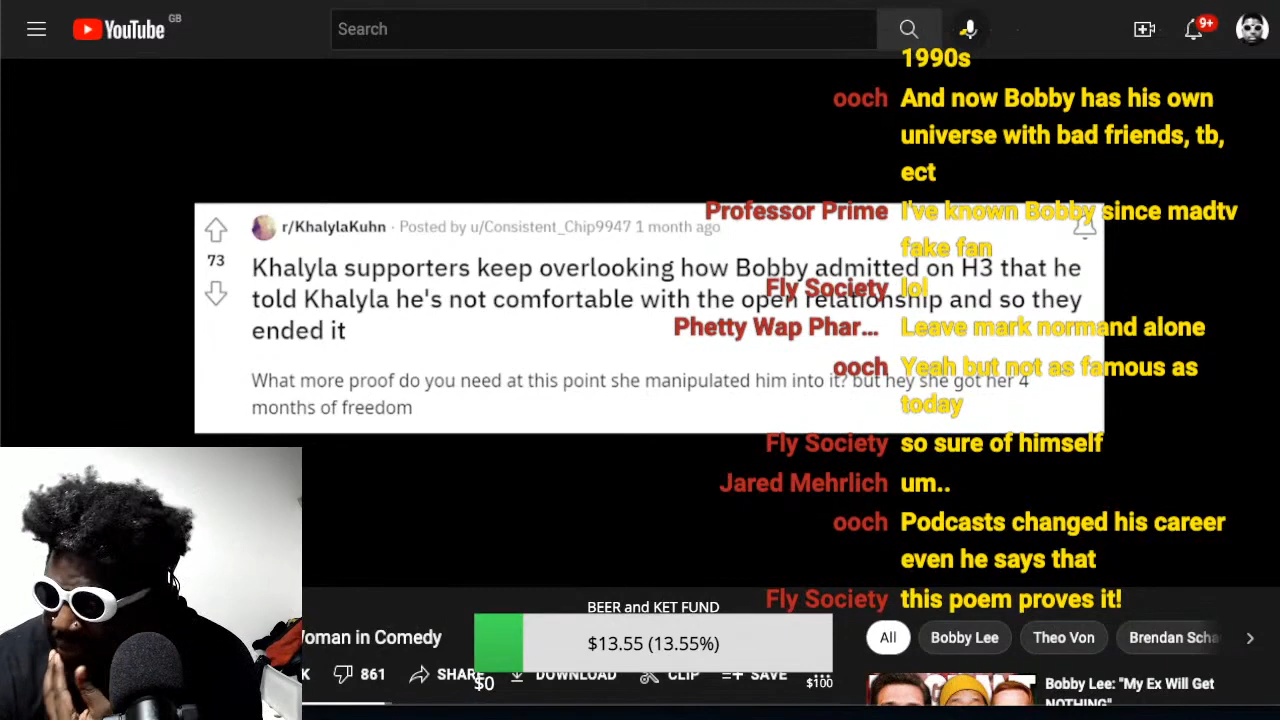 YouTube GB
Search
9+
1990s
ooch And now Bobby has his own
universe with bad friends, tb,
ect
Professor Prime I've known Bobby since madtv
fake fan
Fly Society lol
Phetty Wap Phar... Leave mark normand alone
ooch Yeah but not as famous as
today
Fly Society so sure of himself
Jared Mehrlich um..
ooch Podcasts changed his career
even he says that
Fly Society this poem proves it!
r/KhalylaKuhn · Posted by u/Consistent_Chip9947 1 month ago
73
Khalyla supporters keep overlooking how Bobby admitted on H3 that he
told Khalyla he's not comfortable with the open relationship and so they
ended it
What more proof do you need at this point she manipulated him into it? but hey she got her 4
months of freedom
BEER and KET FUND
$13.55 (13.55%)
$0
$100
Woman in Comedy
K 861 SHARE DOWNLOAD CLIP SAVE
All Bobby Lee Theo Von Brendan Scha
Bobby Lee: "My Ex Will Get
NOTHING"